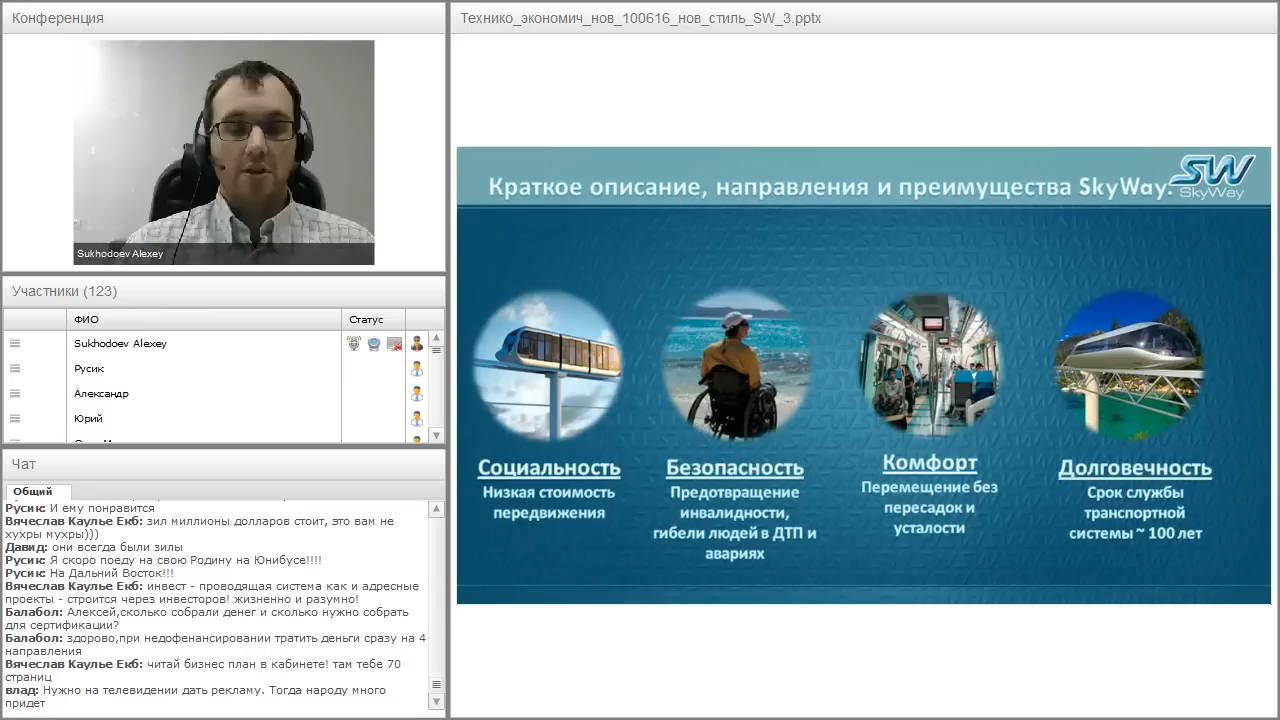 Конференция
Sukhodoev Alexey
Участники (123)
ФИО
Статус
Sukhodoev Alexey
Русик
Александр
Юрий
Чат
Общий
Русик: И ему понравится
Вячеслав Каулье Екб: зил миллионы долларов стоит, это вам не
хухры мухры)))
Давид: они всегда были зилы
Русик: Я скоро поеду на свою Родину на Юнибусе!!!!
Русик: На Дальний Восток!!!
Вячеслав Каулье Екб: инвест - проводящая система как и адресные
проекты - строится через инвесторов! жизненно и разумно!
Балабол: Алексей,сколько собрали денег и сколько нужно собрать
для сертификации?
Балабол: здорово,при недофенансировании тратить деньги сразу на 4
направления
Вячеслав Каулье Екб: читай бизнес план в кабинете! там тебе 70
страниц
влад: Нужно на телевидении дать рекламу. Тогда народу много
придет
Технико_экономич_нов_100616_нов_стиль_SW_3.pptx
Краткое описание, направления и преимущества SkyWay.
SW
SkyWay
Социальность
Низкая стоимость
передвижения
Безопасность
Предотвращение
инвалидности,
гибели людей в ДТП и
авариях
Комфорт
Перемещение без
пересадок и
усталости
Долговечность
Срок службы
транспортной
системы ~ 100 лет